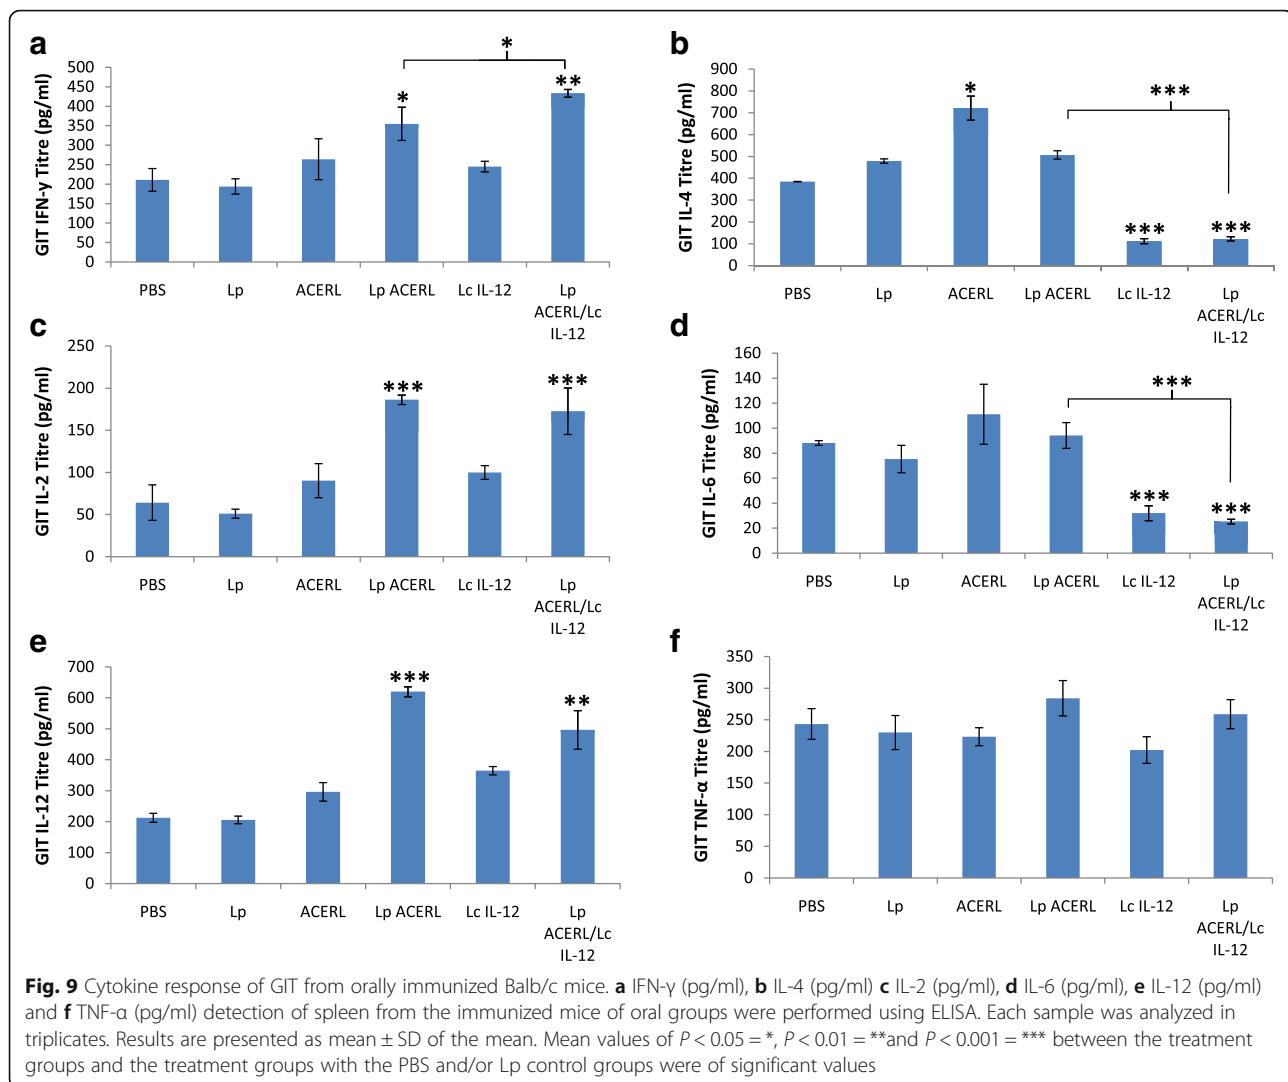 a
*
GIT IFN-γ Titre (pg/ml)
500
450
400
350
300
250
200
150
100
50
0
*
**
PBS
Lp
ACERL
Lp ACERL
Lc IL-12
Lp
ACERL/Lc
IL-12
b
GIT IL-4 Titre (pg/ml)
900
800
700
600
500
400
300
200
100
0
*
***
***
***
PBS
Lp
ACERL
Lp ACERL
Lc IL-12
Lp
ACERL/Lc
IL-12
c
GIT IL-2 Titre (pg/ml)
250
200
150
100
50
0
***
***
PBS
Lp
ACERL
Lp ACERL
Lc IL-12
Lp
ACERL/Lc
IL-12
d
GIT IL-6 Titre (pg/ml)
160
140
120
100
80
60
40
20
0
***
***
***
PBS
Lp
ACERL
Lp ACERL
Lc IL-12
Lp
ACERL/Lc
IL-12
e
GIT IL-12 Titre (pg/ml)
700
600
500
400
300
200
100
0
***
**
PBS
Lp
ACERL
Lp ACERL
Lc IL-12
Lp
ACERL/Lc
IL-12
f
GIT TNF-α Titre (pg/ml)
350
300
250
200
150
100
50
0
PBS
Lp
ACERL
Lp ACERL
Lc IL-12
Lp
ACERL/Lc
IL-12
Fig. 9 Cytokine response of GIT from orally immunized Balb/c mice. a IFN-γ (pg/ml), b IL-4 (pg/ml) c IL-2 (pg/ml), d IL-6 (pg/ml), e IL-12 (pg/ml)
and f TNF-α (pg/ml) detection of spleen from the immunized mice of oral groups were performed using ELISA. Each sample was analyzed in
triplicates. Results are presented as mean ± SD of the mean. Mean values of P < 0.05 = *, P < 0.01 = **and P < 0.001 = *** between the treatment
groups and the treatment groups with the PBS and/or Lp control groups were of significant values